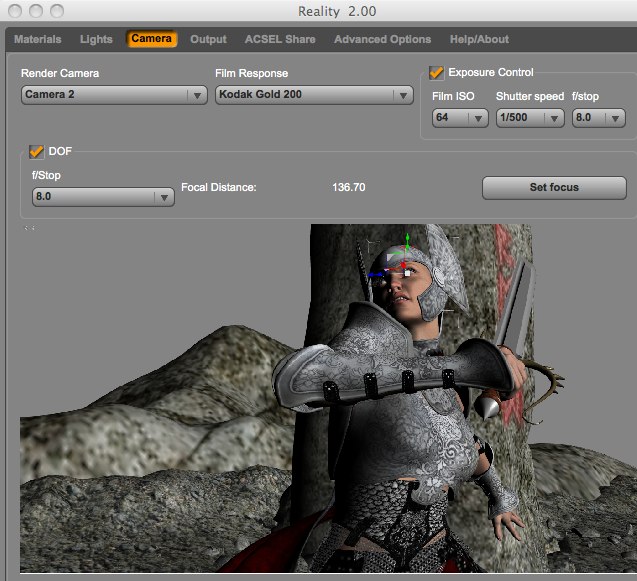 Reality 2.00
Materials Lights Camera Output ACSEL Share Advanced Options Help/About
Render Camera Film Response Exposure Control
Camera 2 Kodak Gold 200
Film ISO Shutter speed f/stop
64 1/500 8.0
DOF
f/Stop
8.0 Focal Distance: 136.70 Set focus